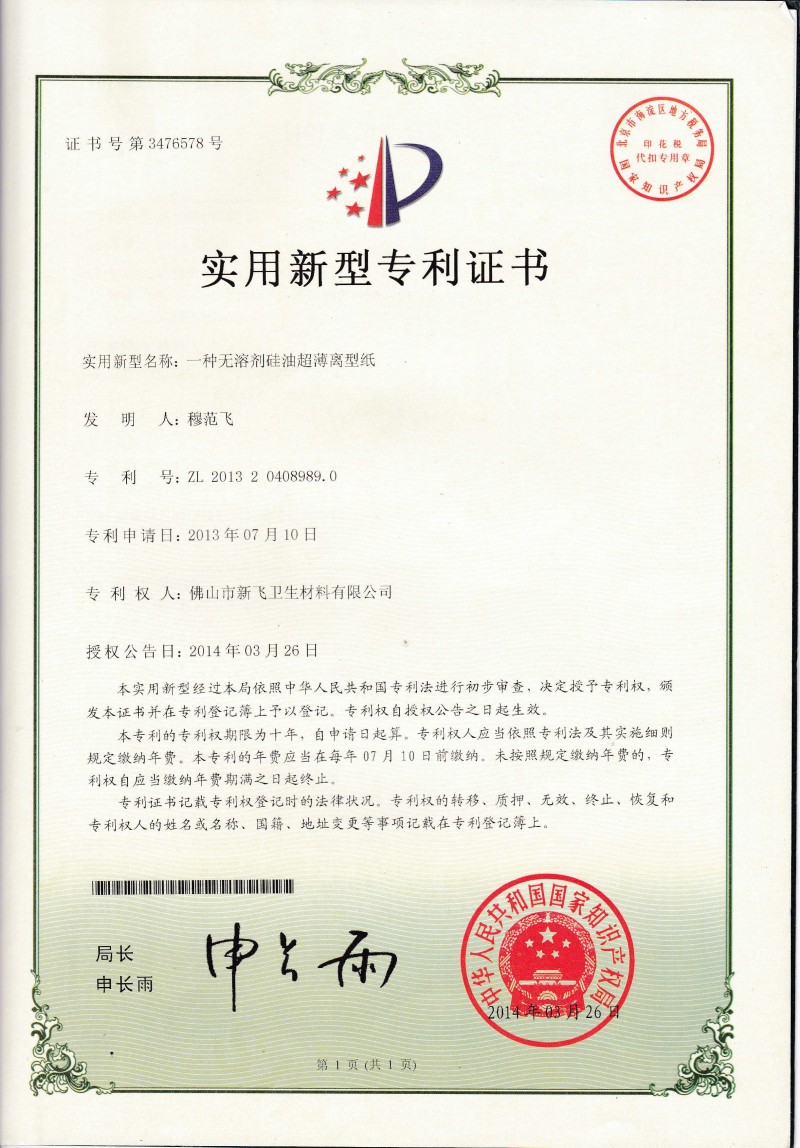 证书号第3476578号
北京市海淀区地方税务局
印花税
代扣专用章
国家知识产权局
实用新型专利证书
实用新型名称：一种无溶剂硅油超薄离型纸
发明人：穆范飞
专利号：ZL 2013 2 0408989.0
专利申请日：2013年07月10日
专利权人：佛山市新飞卫生材料有限公司
授权公告日：2014年03月26日
本实用新型经过本局依照中华人民共和国专利法进行初步审查，决定授予专利权，颁
发本证书并在专利登记簿上予以登记。专利权自授权公告之日起生效。
本专利的专利权期限为十年，自申请日起算。专利权人应当依照专利法及其实施细则
规定缴纳年费。本专利的年费应当在每年07月10日前缴纳。未按照规定缴纳年费的，专
利权自应当缴纳年费期满之日起终止。
专利证书记载专利权登记时的法律状况。专利权的转移、质押、无效、终止、恢复和
专利权人的姓名或名称、国籍、地址变更等事项记载在专利登记簿上。
局长
申长雨
申长雨
中华人民共和国国家知识产权局
2014年03月26日
第1页(共1页)